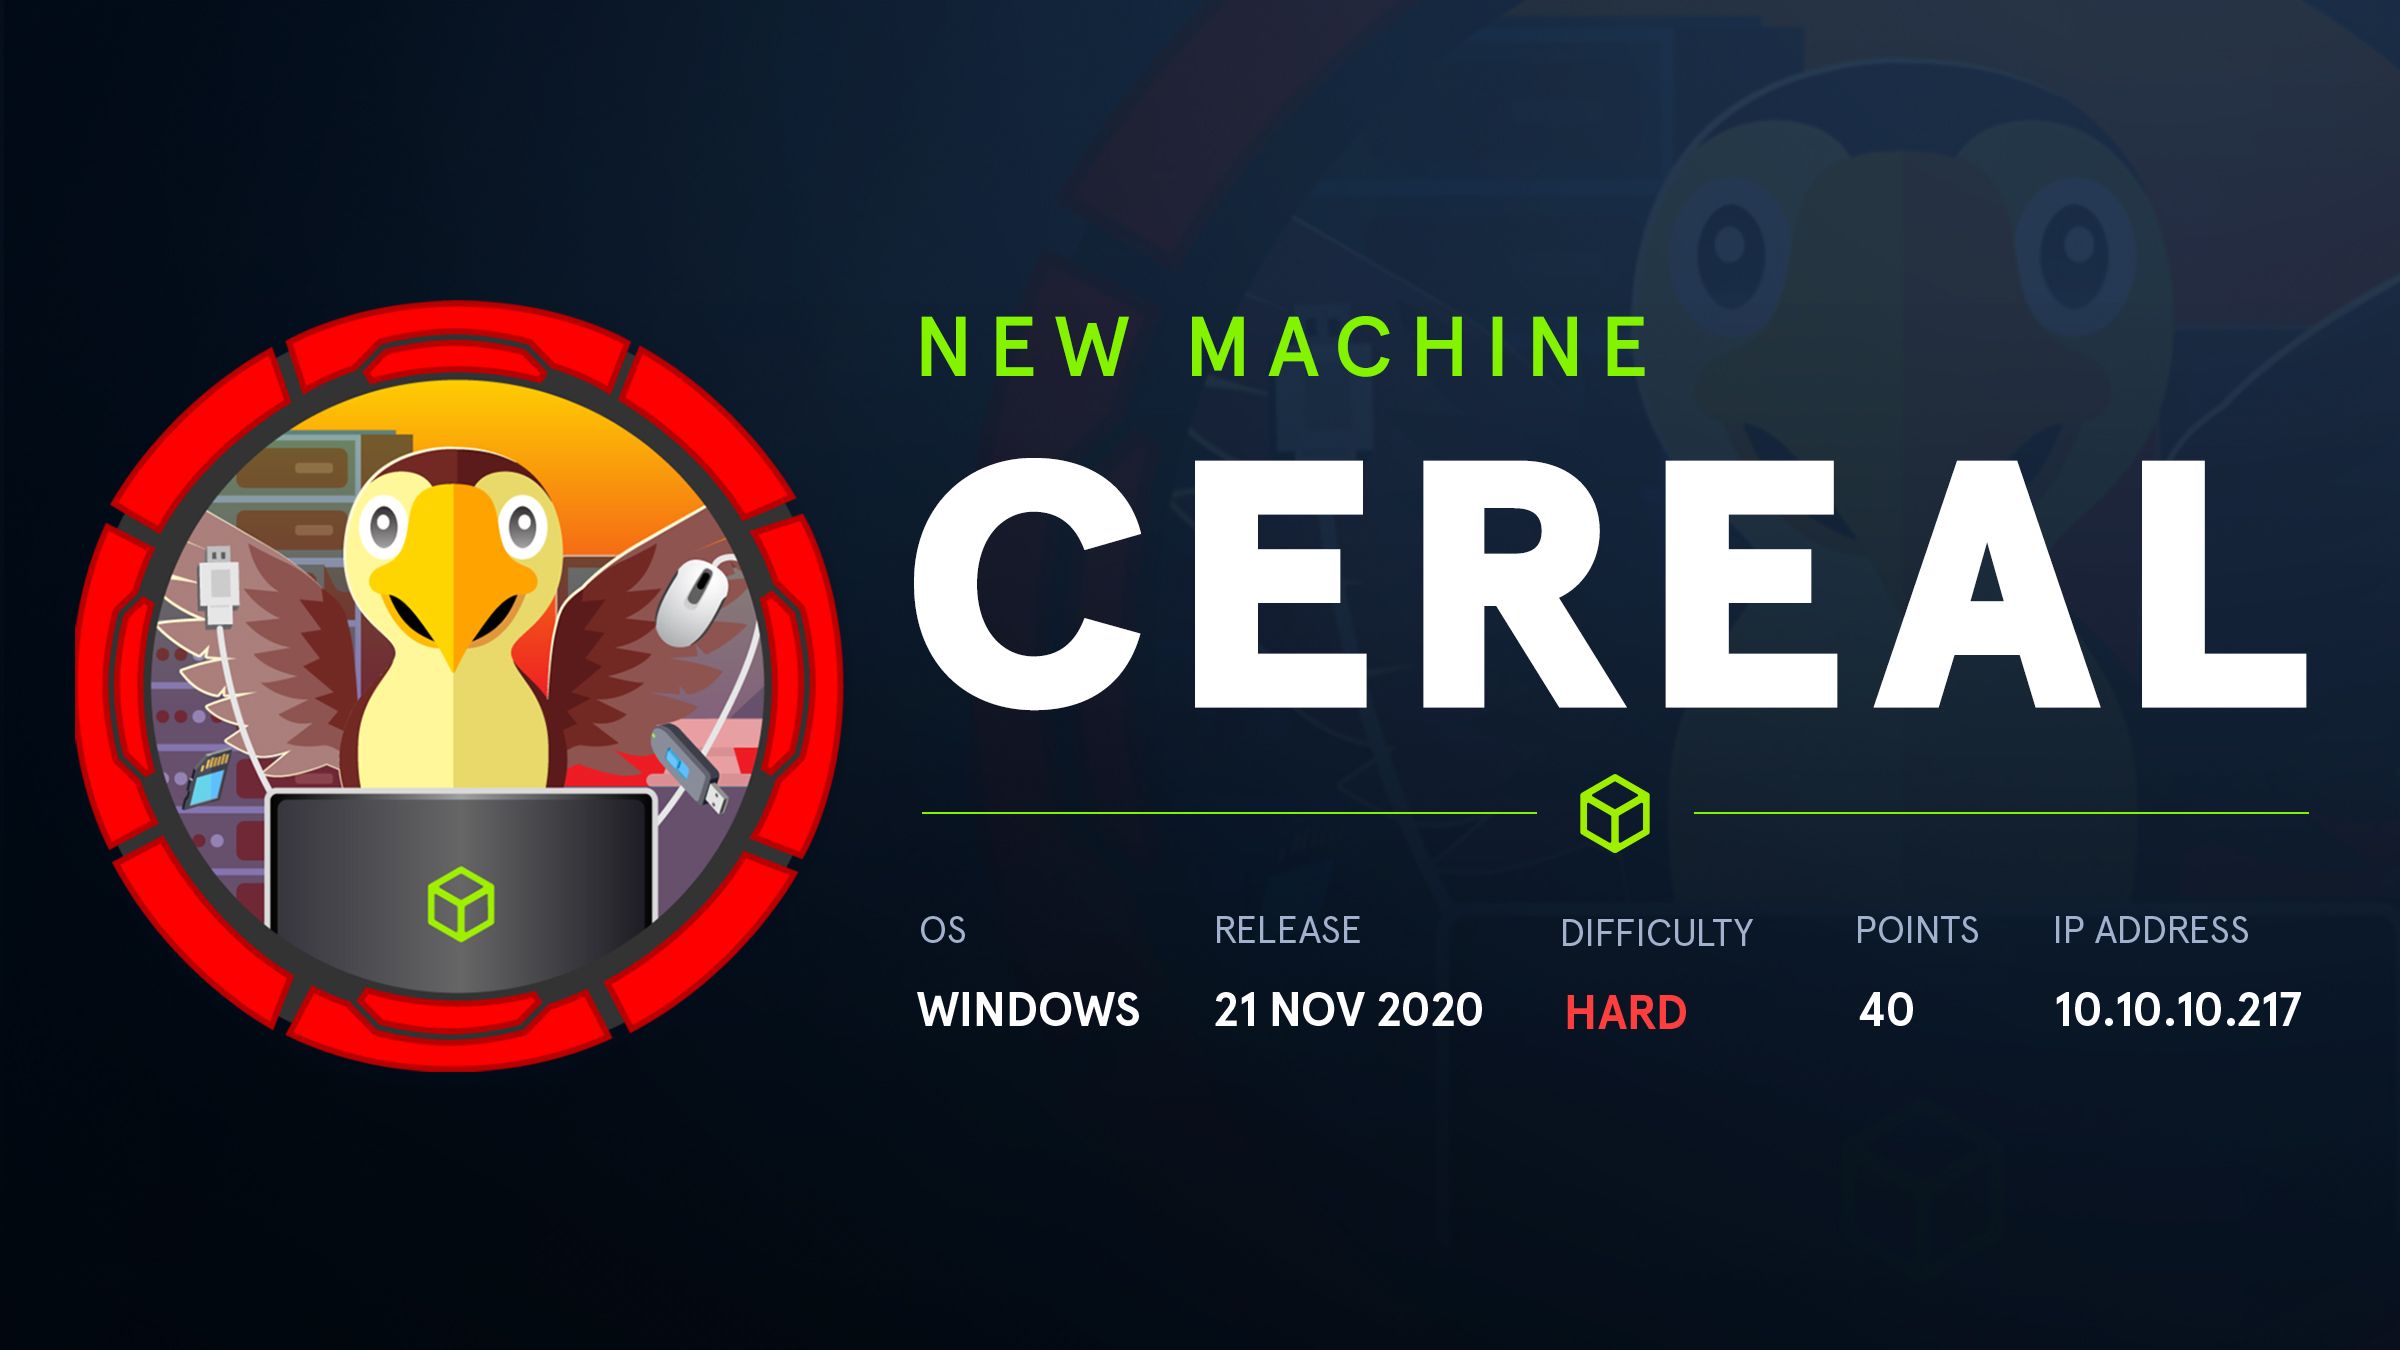 NEW MACHINE
CEREAL
OS RELEASE DIFFICULTY POINTS IP ADDRESS
WINDOWS 21 NOV 2020 HARD 40 10.10.10.217